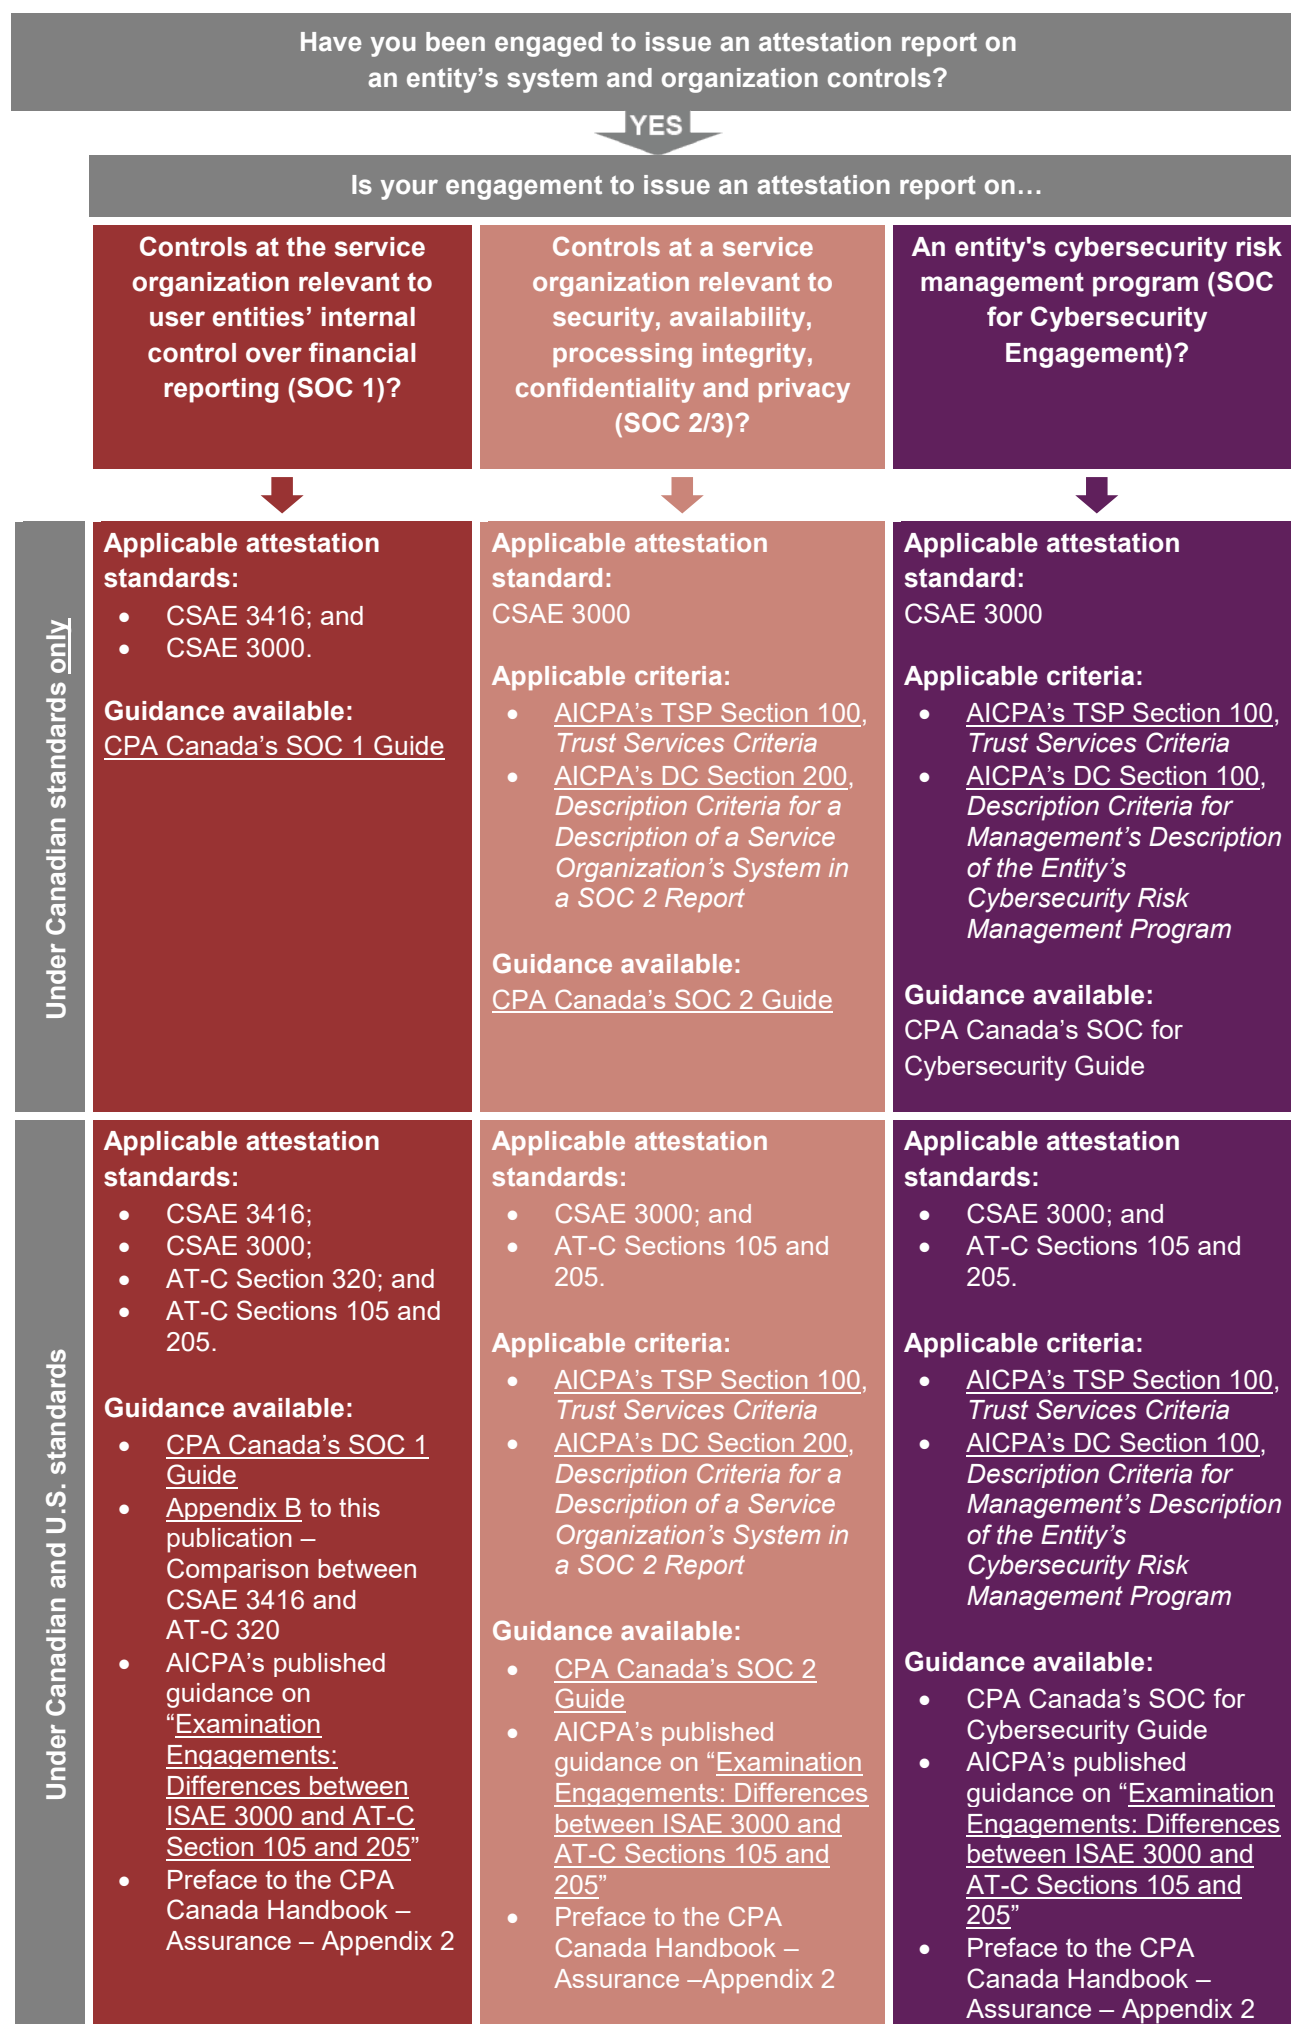 Have you been engaged to issue an attestation report on
an entity’s system and organization controls?
YES
Is your engagement to issue an attestation report on…
Controls at the service
organization relevant to
user entities’ internal
control over financial
reporting (SOC 1)?
Controls at a service
organization relevant to
security, availability,
processing integrity,
confidentiality and privacy
(SOC 2/3)?
An entity's cybersecurity risk
management program (SOC
for Cybersecurity
Engagement)?
Under Canadian standards only
Applicable attestation
standards:
• CSAE 3416; and
• CSAE 3000.
Guidance available:
CPA Canada’s SOC 1 Guide
Applicable attestation
standard:
CSAE 3000
Applicable criteria:
• AICPA’s TSP Section 100,
Trust Services Criteria
• AICPA’s DC Section 200,
Description Criteria for a
Description of a Service
Organization’s System in
a SOC 2 Report
Guidance available:
CPA Canada’s SOC 2 Guide
Applicable attestation
standard:
CSAE 3000
Applicable criteria:
• AICPA’s TSP Section 100,
Trust Services Criteria
• AICPA’s DC Section 100,
Description Criteria for
Management’s Description
of the Entity’s
Cybersecurity Risk
Management Program
Guidance available:
CPA Canada’s SOC for
Cybersecurity Guide
Under Canadian and U.S. standards
Applicable attestation
standards:
• CSAE 3416;
• CSAE 3000;
• AT-C Section 320; and
• AT-C Sections 105 and
205.
Guidance available:
• CPA Canada’s SOC 1
Guide
• Appendix B to this
publication –
Comparison between
CSAE 3416 and
AT-C 320
• AICPA’s published
guidance on
“Examination
Engagements:
Differences between
ISAE 3000 and AT-C
Section 105 and 205”
• Preface to the CPA
Canada Handbook –
Assurance – Appendix 2
Applicable attestation
standards:
• CSAE 3000; and
• AT-C Sections 105 and
205.
Applicable criteria:
• AICPA’s TSP Section 100,
Trust Services Criteria
• AICPA’s DC Section 200,
Description Criteria for a
Description of a Service
Organization’s System in
a SOC 2 Report
Guidance available:
• CPA Canada’s SOC 2
Guide
• AICPA’s published
guidance on “Examination
Engagements: Differences
between ISAE 3000 and
AT-C Sections 105 and
205”
• Preface to the CPA
Canada Handbook –
Assurance –Appendix 2
Applicable attestation
standards:
• CSAE 3000; and
• AT-C Sections 105 and
205.
Applicable criteria:
• AICPA’s TSP Section 100,
Trust Services Criteria
• AICPA’s DC Section 100,
Description Criteria for
Management’s Description
of the Entity’s
Cybersecurity Risk
Management Program
Guidance available:
• CPA Canada’s SOC for
Cybersecurity Guide
• AICPA’s published
guidance on “Examination
Engagements: Differences
between ISAE 3000 and
AT-C Sections 105 and
205”
• Preface to the CPA
Canada Handbook –
Assurance – Appendix 2